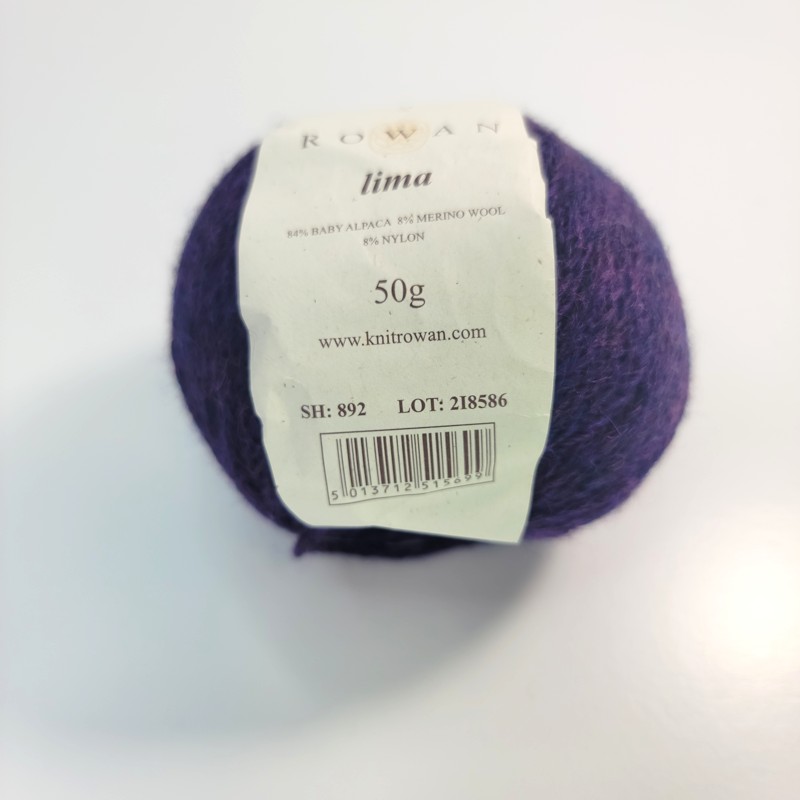 ROWAN
lima
84% BABY ALPACA 8% MERINO WOOL
8% NYLON
50g
www.knitrowan.com
SH: 892 LOT: 2I8586
5 013712 515699